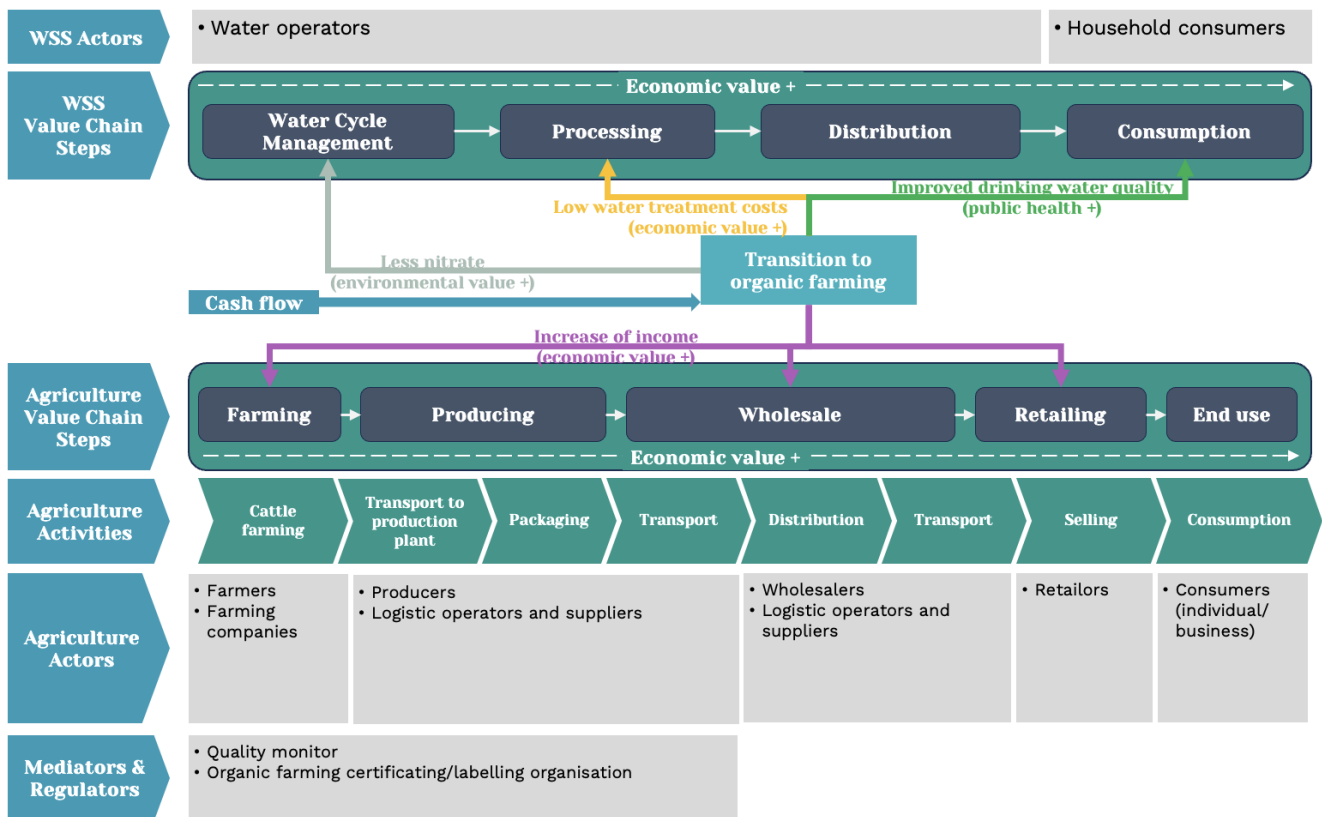 WSS Actors
• Water operators
• Household consumers
WSS
Value Chain
Steps
Economic value +
Water Cycle
Management
Processing
Distribution
Consumption
Improved drinking water quality
(public health +)
Low water treatment costs
(economic value +)
Transition to
organic farming
Less nitrate
(environmental value +)
Cash flow
Increase of income
(economic value +)
Agriculture
Value Chain
Steps
Farming
Producing
Wholesale
Retailing
End use
Economic value +
Agriculture
Activities
Cattle
farming
Transport to
production
plant
Packaging
Transport
Distribution
Transport
Selling
Consumption
Agriculture
Actors
• Farmers
• Farming
companies
• Producers
• Logistic operators and suppliers
• Wholesalers
• Logistic operators and
suppliers
• Retailors
• Consumers
(individual/
business)
Mediators &
Regulators
• Quality monitor
• Organic farming certificating/labelling organisation